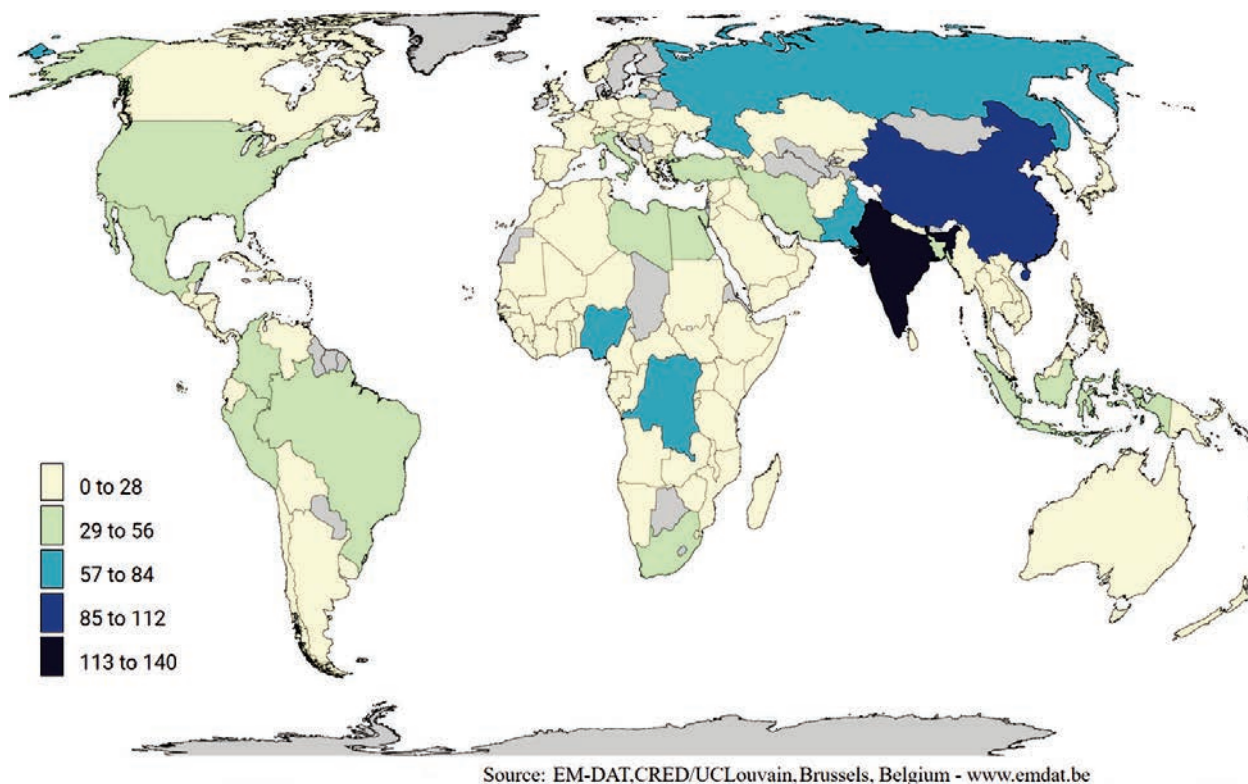 0 to 28
29 to 56
57 to 84
85 to 112
113 to 140
Source: EM-DAT,CRED/UCLouvain, Brussels, Belgium - www.emdat.be